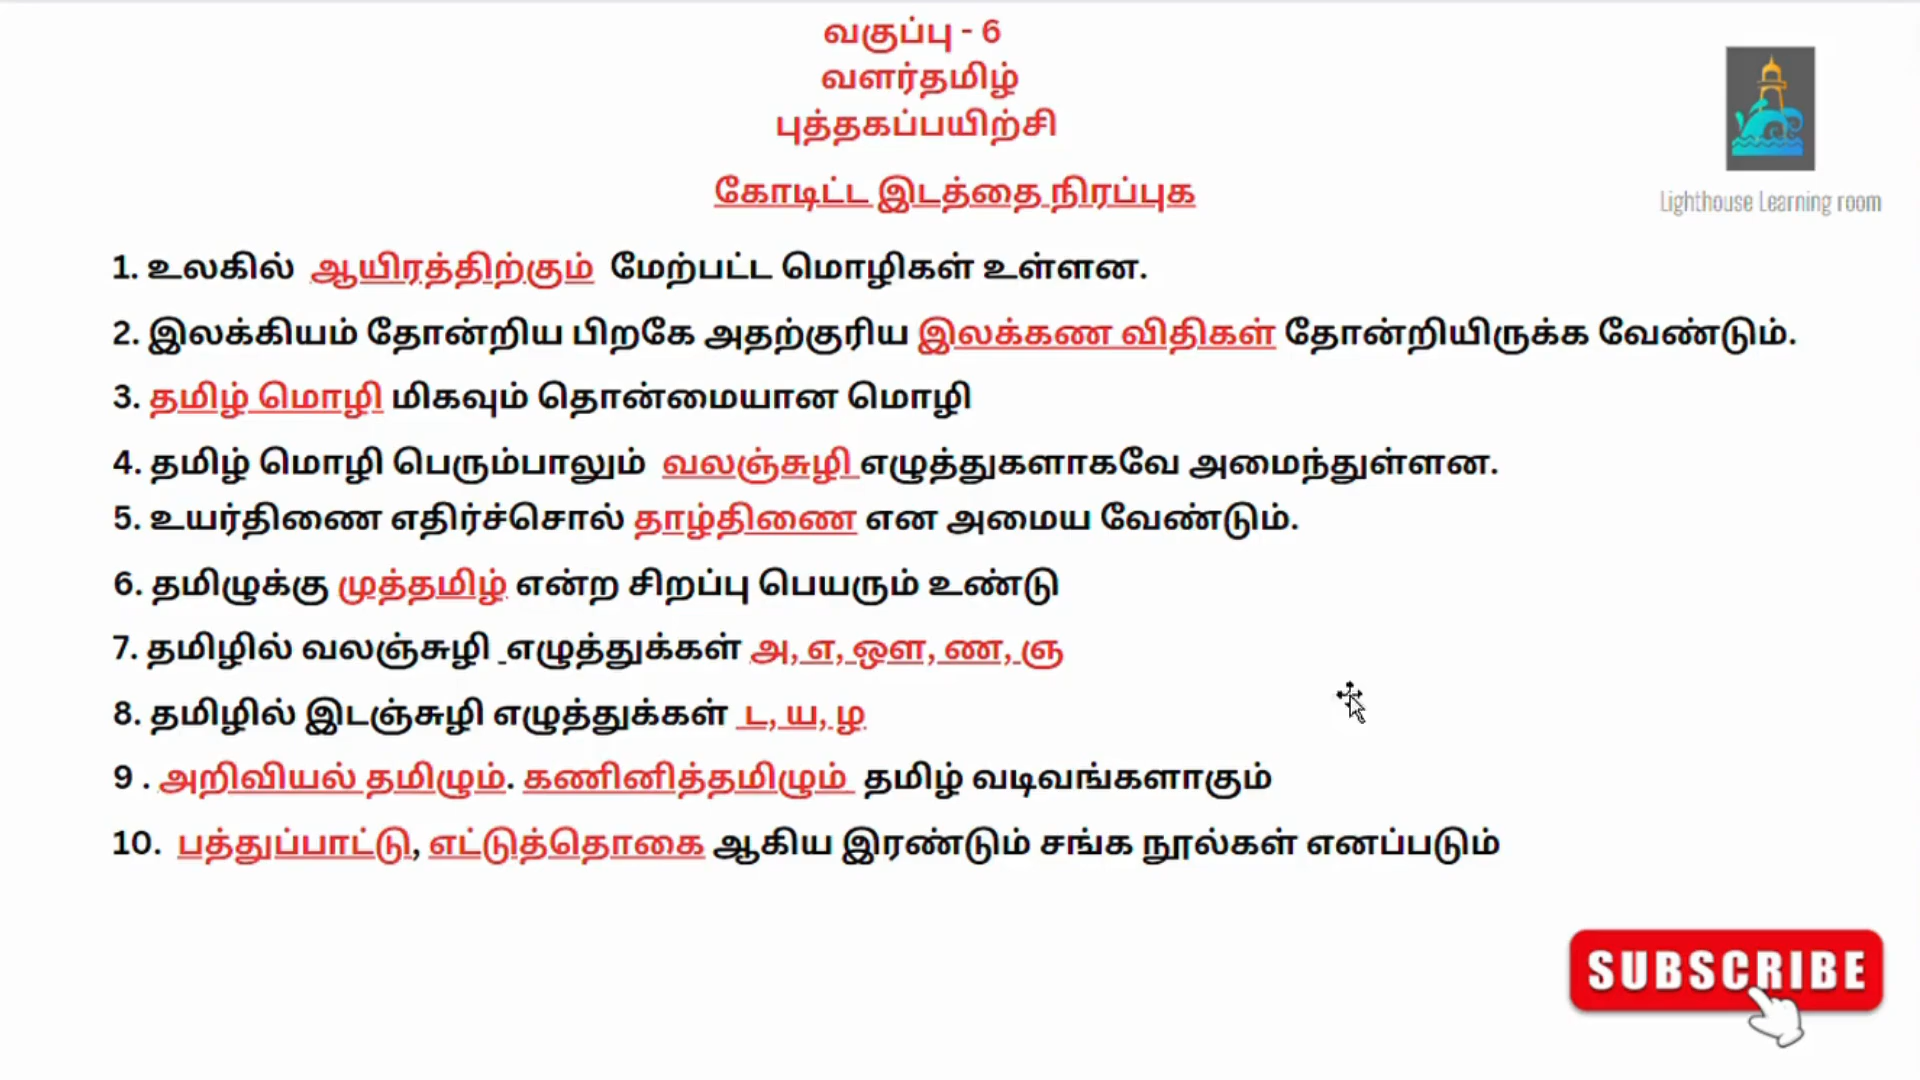 வகுப்பு - 6
வளர்தமிழ்
புத்தகப்பயிற்சி
Lighthouse Learning room
கோடிட்ட இடத்தை நிரப்புக
1. உலகில் ஆயிரத்திற்கும் மேற்பட்ட மொழிகள் உள்ளன.
2. இலக்கியம் தோன்றிய பிறகே அதற்குரிய இலக்கண விதிகள் தோன்றியிருக்க வேண்டும்.
3. தமிழ் மொழி மிகவும் தொன்மையான மொழி
4. தமிழ் மொழி பெரும்பாலும் வலஞ்சுழி எழுத்துகளாகவே அமைந்துள்ளன.
5. உயர்திணை எதிர்ச்சொல் தாழ்திணை என அமைய வேண்டும்.
6. தமிழுக்கு முத்தமிழ் என்ற சிறப்பு பெயரும் உண்டு
7. தமிழில் வலஞ்சுழி எழுத்துக்கள் அ, எ, ஔ, ண, ஞ
8. தமிழில் இடஞ்சுழி எழுத்துக்கள் ட, ய, ழ
9 . அறிவியல் தமிழும். கணினித்தமிழும் தமிழ் வடிவங்களாகும்
10. பத்துப்பாட்டு, எட்டுத்தொகை ஆகிய இரண்டும் சங்க நூல்கள் எனப்படும்
SUBSCRIBE